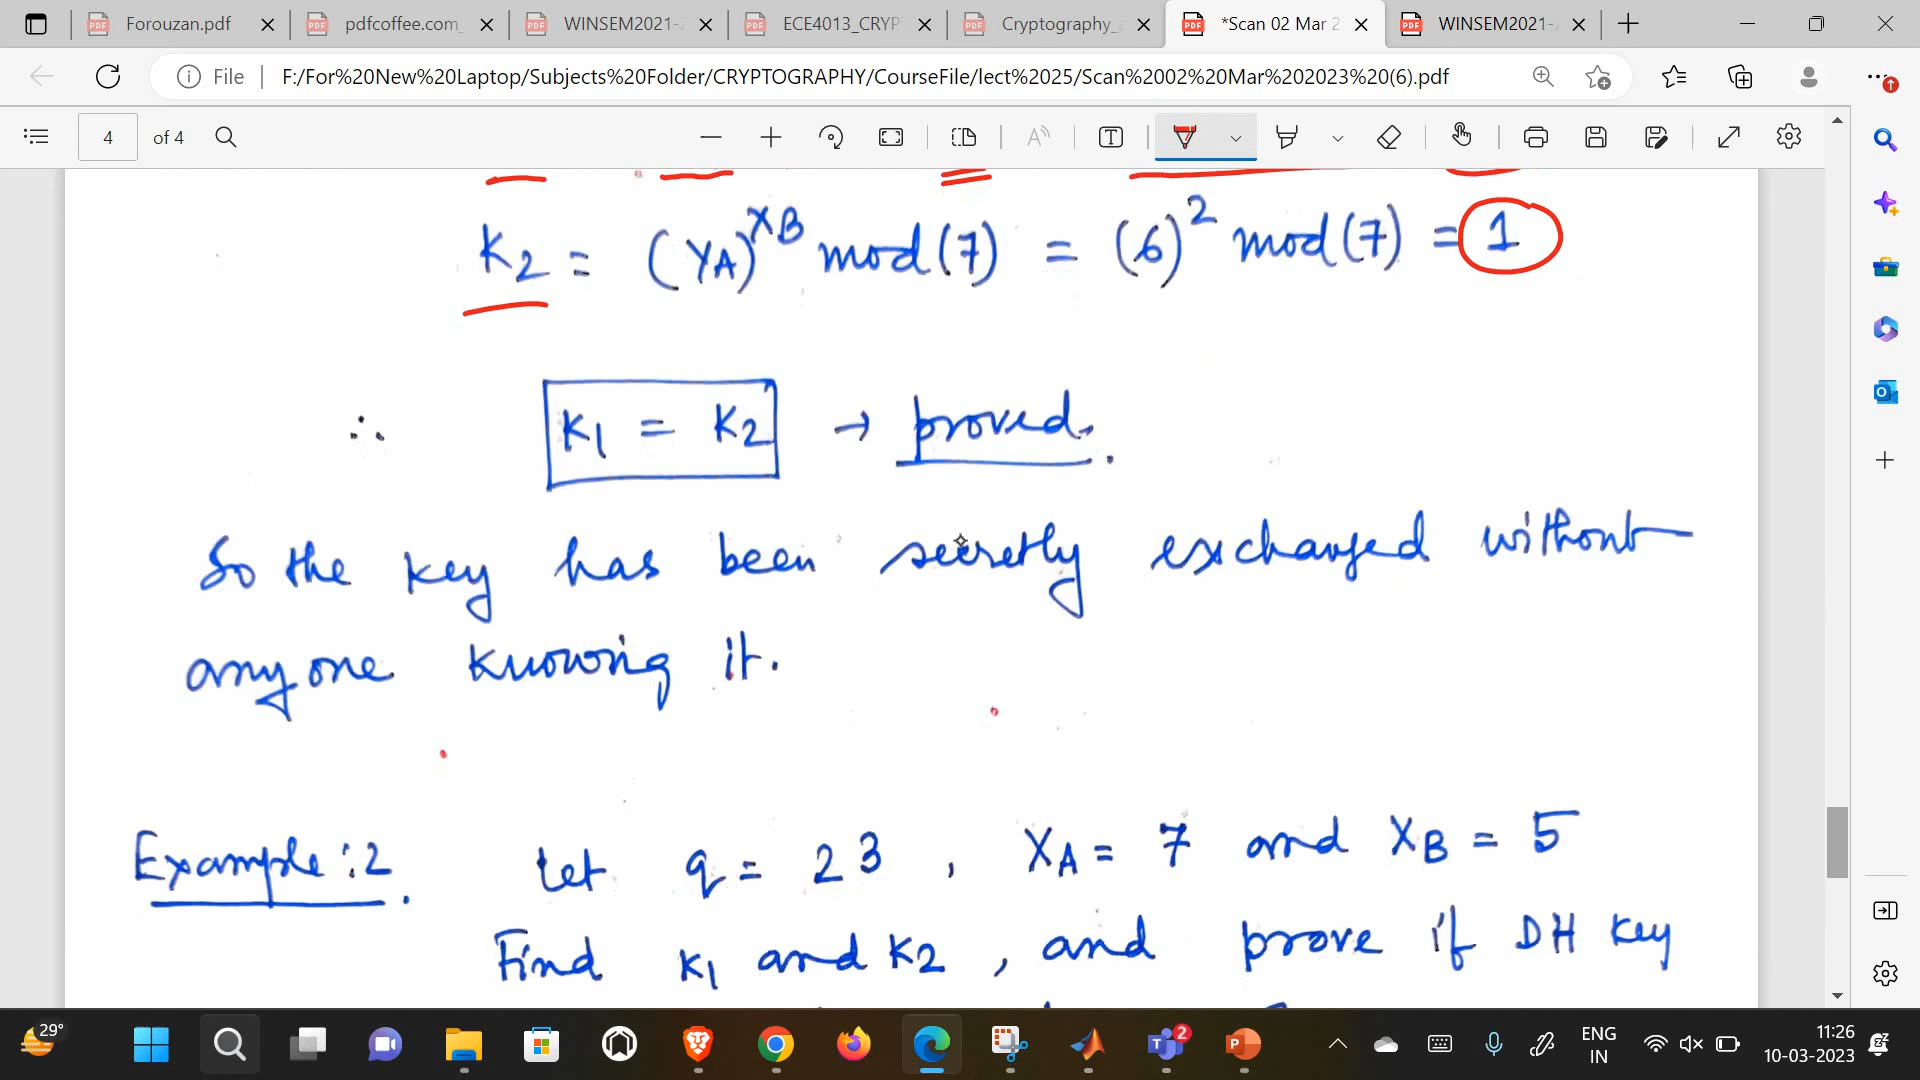 Forouzan.pdf
pdfcoffee.com_
WINSEM2021-
ECE4013_CRYP
Cryptography_
*Scan 02 Mar 2
WINSEM2021-
File
F:/For%20New%20Laptop/Subjects%20Folder/CRYPTOGRAPHY/CourseFile/lect%2025/Scan%2002%20Mar%202023%20(6).pdf
4 of 4
K2 = (YA)^XB mod(7) = (6)^2 mod(7) = 1
∴ K1 = K2 → proved.
So the key has been secretly exchanged without
anyone knowing it.
Example:2. Let q = 23, XA = 7 and XB = 5
Find K1 and K2, and prove if DH key
29°
2
ENG
IN
11:26
10-03-2023